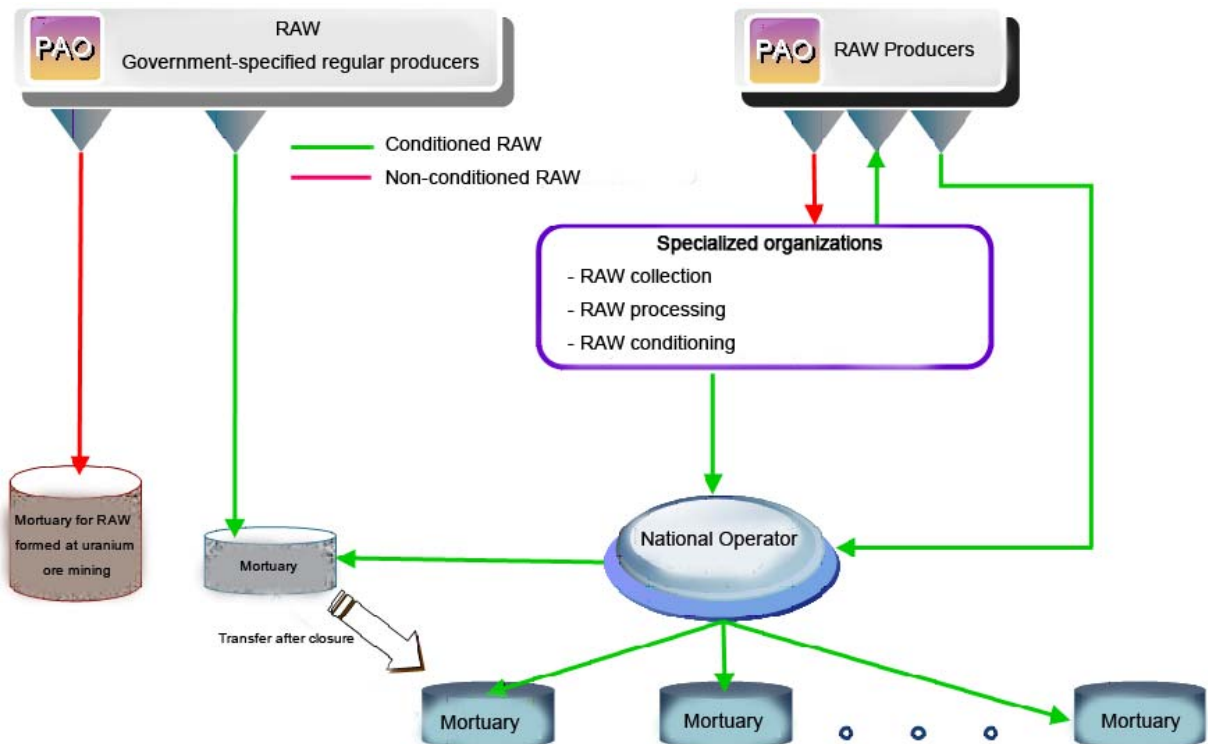 PAO
RAW
Government-specified regular producers
PAO
RAW Producers
Conditioned RAW
Non-conditioned RAW
Specialized organizations
- RAW collection
- RAW processing
- RAW conditioning
National Operator
Mortuary for RAW
formed at uranium
ore mining
Mortuary
Transfer after closure
Mortuary
Mortuary
Mortuary